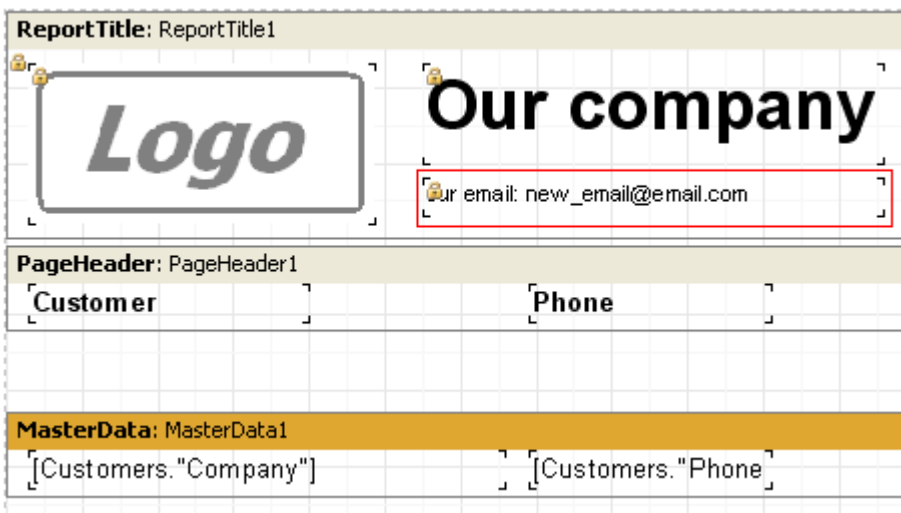 ReportTitle: ReportTitle1
Logo
Our company
ur email: new_email@email.com
PageHeader: PageHeader1
Customer Phone
MasterData: MasterData1
[Customers."Company"] [Customers."Phone